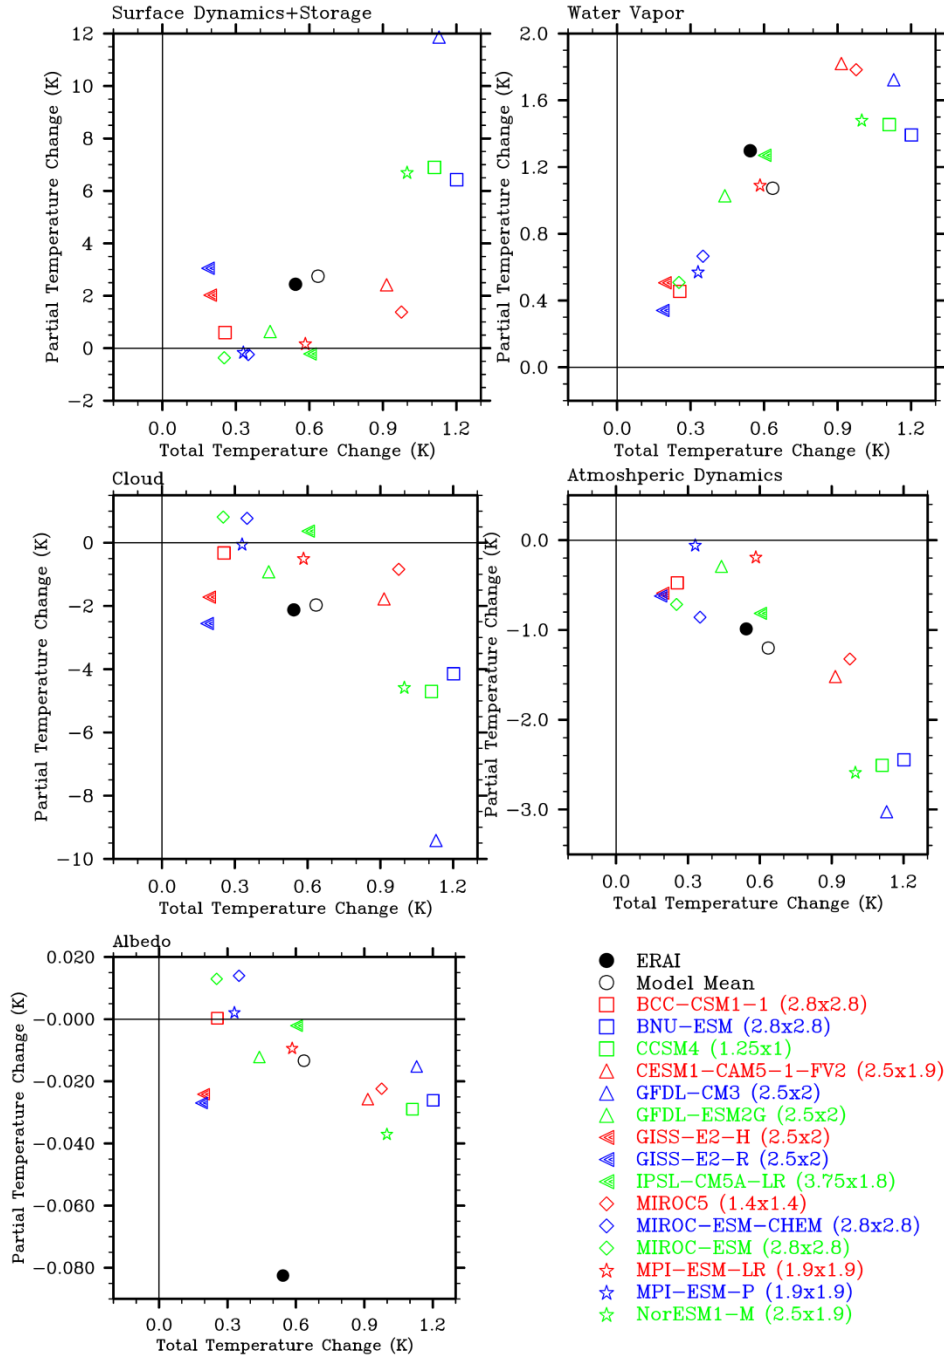 Surface Dynamics+Storage
12
10
8
6
4
2
0
−2
Partial Temperature Change (K)
0.0 0.3 0.6 0.9 1.2
Total Temperature Change (K)
Water Vapor
2.0
1.6
1.2
0.8
0.4
0.0
Partial Temperature Change (K)
0.0 0.3 0.6 0.9 1.2
Total Temperature Change (K)
Cloud
0
−2
−4
−6
−8
−10
Partial Temperature Change (K)
0.0 0.3 0.6 0.9 1.2
Total Temperature Change (K)
Atmoshperic Dynamics
0.0
−1.0
−2.0
−3.0
Partial Temperature Change (K)
0.0 0.3 0.6 0.9 1.2
Total Temperature Change (K)
Albedo
0.020
−0.000
−0.020
−0.040
−0.060
−0.080
Partial Temperature Change (K)
0.0 0.3 0.6 0.9 1.2
Total Temperature Change (K)
ERAI
Model Mean
BCC−CSM1−1 (2.8x2.8)
BNU−ESM (2.8x2.8)
CCSM4 (1.25x1)
CESM1−CAM5−1−FV2 (2.5x1.9)
GFDL−CM3 (2.5x2)
GFDL−ESM2G (2.5x2)
GISS−E2−H (2.5x2)
GISS−E2−R (2.5x2)
IPSL−CM5A−LR (3.75x1.8)
MIROC5 (1.4x1.4)
MIROC−ESM−CHEM (2.8x2.8)
MIROC−ESM (2.8x2.8)
MPI−ESM−LR (1.9x1.9)
MPI−ESM−P (1.9x1.9)
NorESM1−M (2.5x1.9)